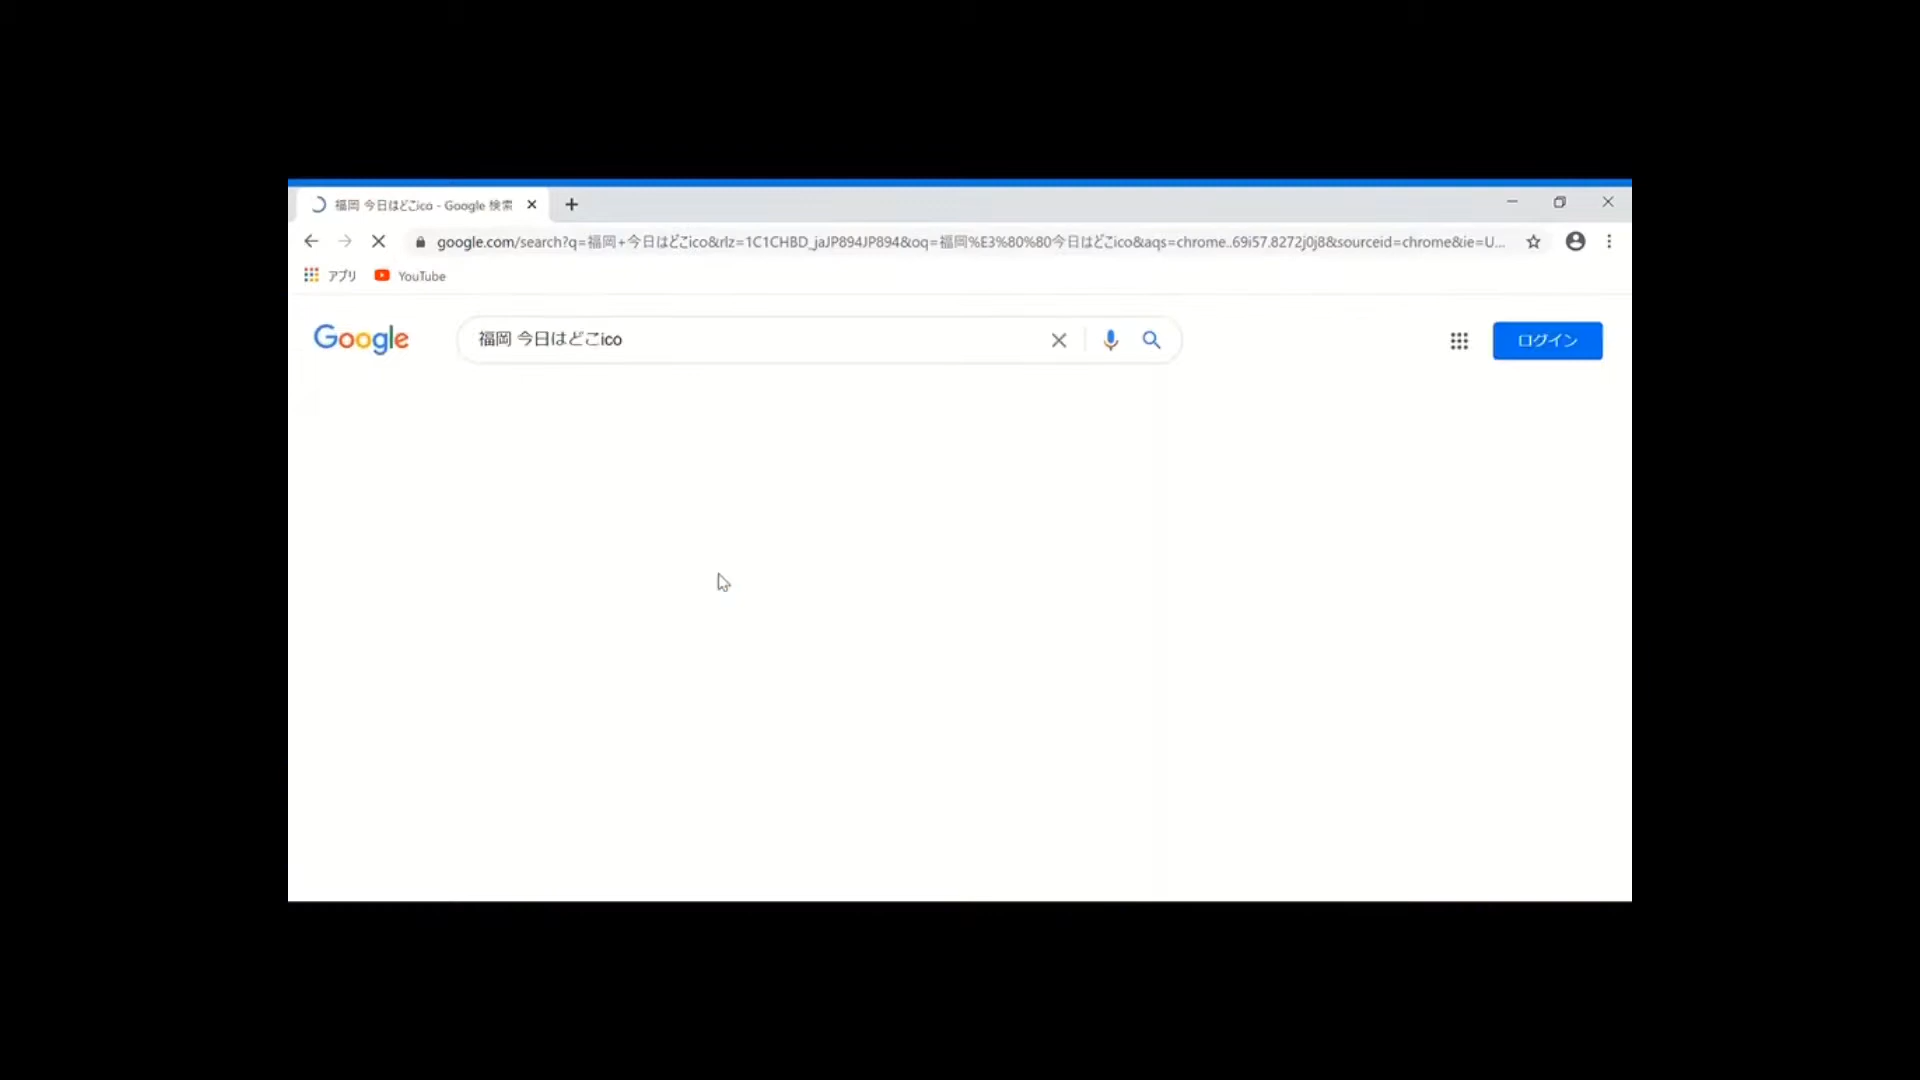 福岡 今日はどこico - Google 検索
google.com/search?q=福岡+今日はどこico&rlz=1C1CHBD_jaJP894JP894&oq=福岡%E3%80%80今日はどこico&aqs=chrome..69i57.8272j0j8&sourceid=chrome&ie=U...
アプリ YouTube
Google 福岡 今日はどこico ログイン